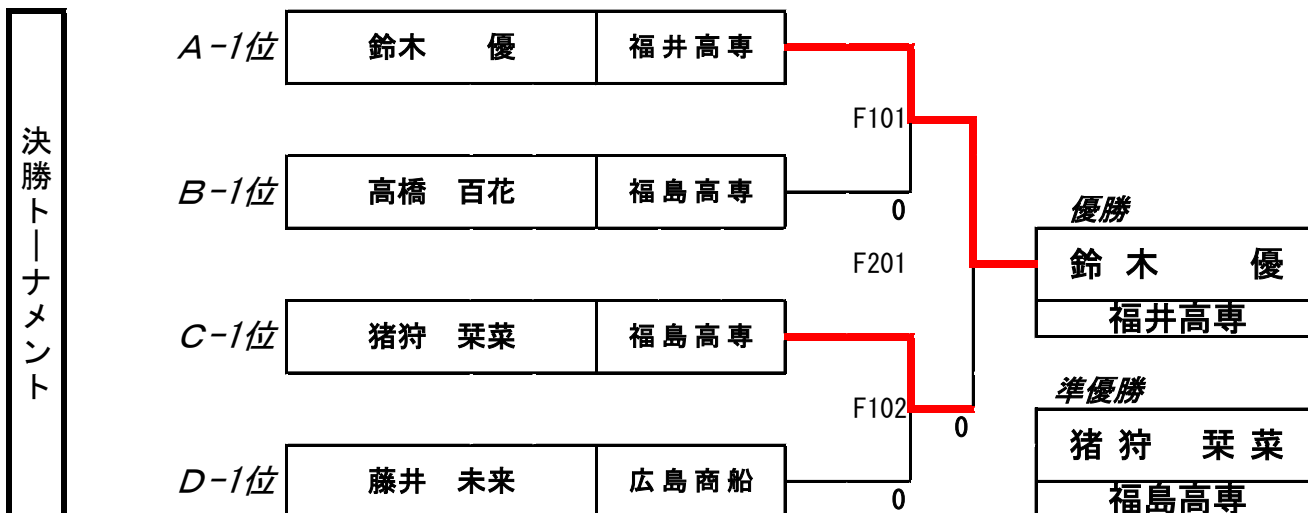 決勝トーナメント
A-1位 鈴木 優 福井高専
F101
B-1位 高橋 百花 福島高専
0
優勝
F201
鈴木 優
福井高専
C-1位 猪狩 栞菜 福島高専
準優勝
F102
0
猪狩 栞菜
D-1位 藤井 未来 広島商船
0
福島高専